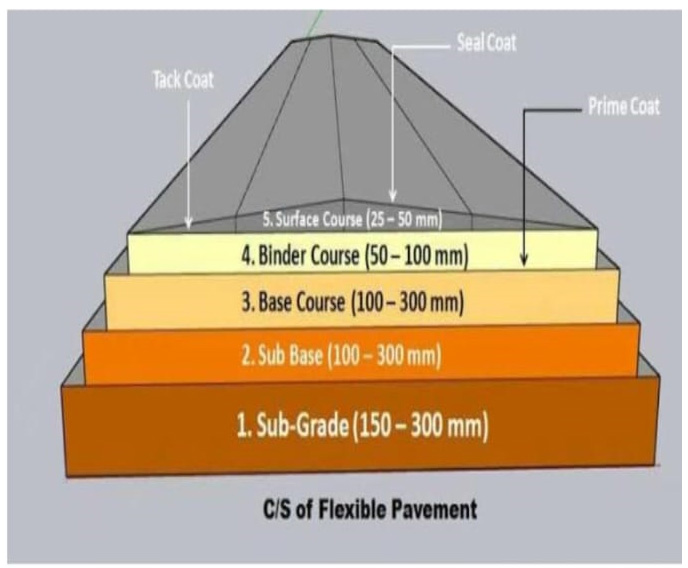 Seal Coat
Tack Coat
Prime Coat
5. Surface Course (25 – 50 mm)
4. Binder Course (50 – 100 mm)
3. Base Course (100 – 300 mm)
2. Sub Base (100 – 300 mm)
1. Sub-Grade (150 – 300 mm)
C/S of Flexible Pavement